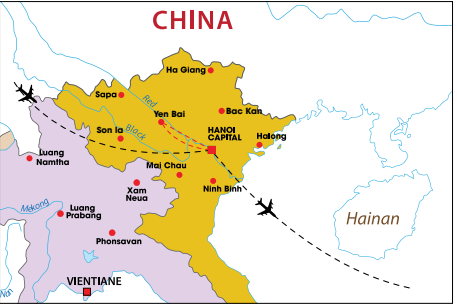 CHINA
Ha Giang
Sapa
Red
Yen Bai
Bac Kan
Son la
Black
HANOI
CAPITAL
Halong
Luang
Namtha
Mai Chau
Xam
Neua
Ninh Binh
Mekong
Luang
Prabang
Hainan
Phonsavan
VIENTIANE
Nan